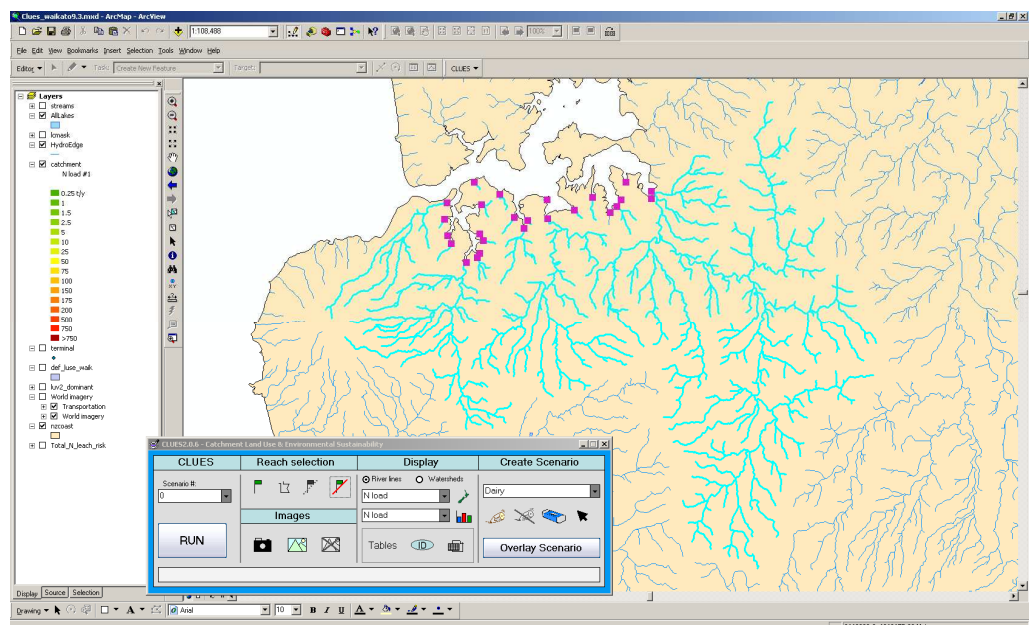 Clues_waikato9.3.mxd - ArcMap - ArcView
1:108,488
100%
File Edit View Bookmarks Insert Selection Tools Window Help
Editor Task: Create New Feature Target: CLUES
Layers
streams
AllLakes
lcmask
HydroEdge
catchment
N load #1
0.25 t/y
1
1.5
2.5
5
10
25
50
75
100
150
175
200
500
750
>750
terminal
def_luse_waik
luv2_dominant
World imagery
Transportation
World imagery
nzcoast
Total_N_leach_risk
CLUES2.0.6 - Catchment Land Use & Environmental Sustainability
CLUES Reach selection Display Create Scenario
Scenario #: River lines Watersheds
0 N load Dairy
Images N load
RUN Tables ID Overlay Scenario
Display Source Selection
Drawing A Arial 10 B I U A